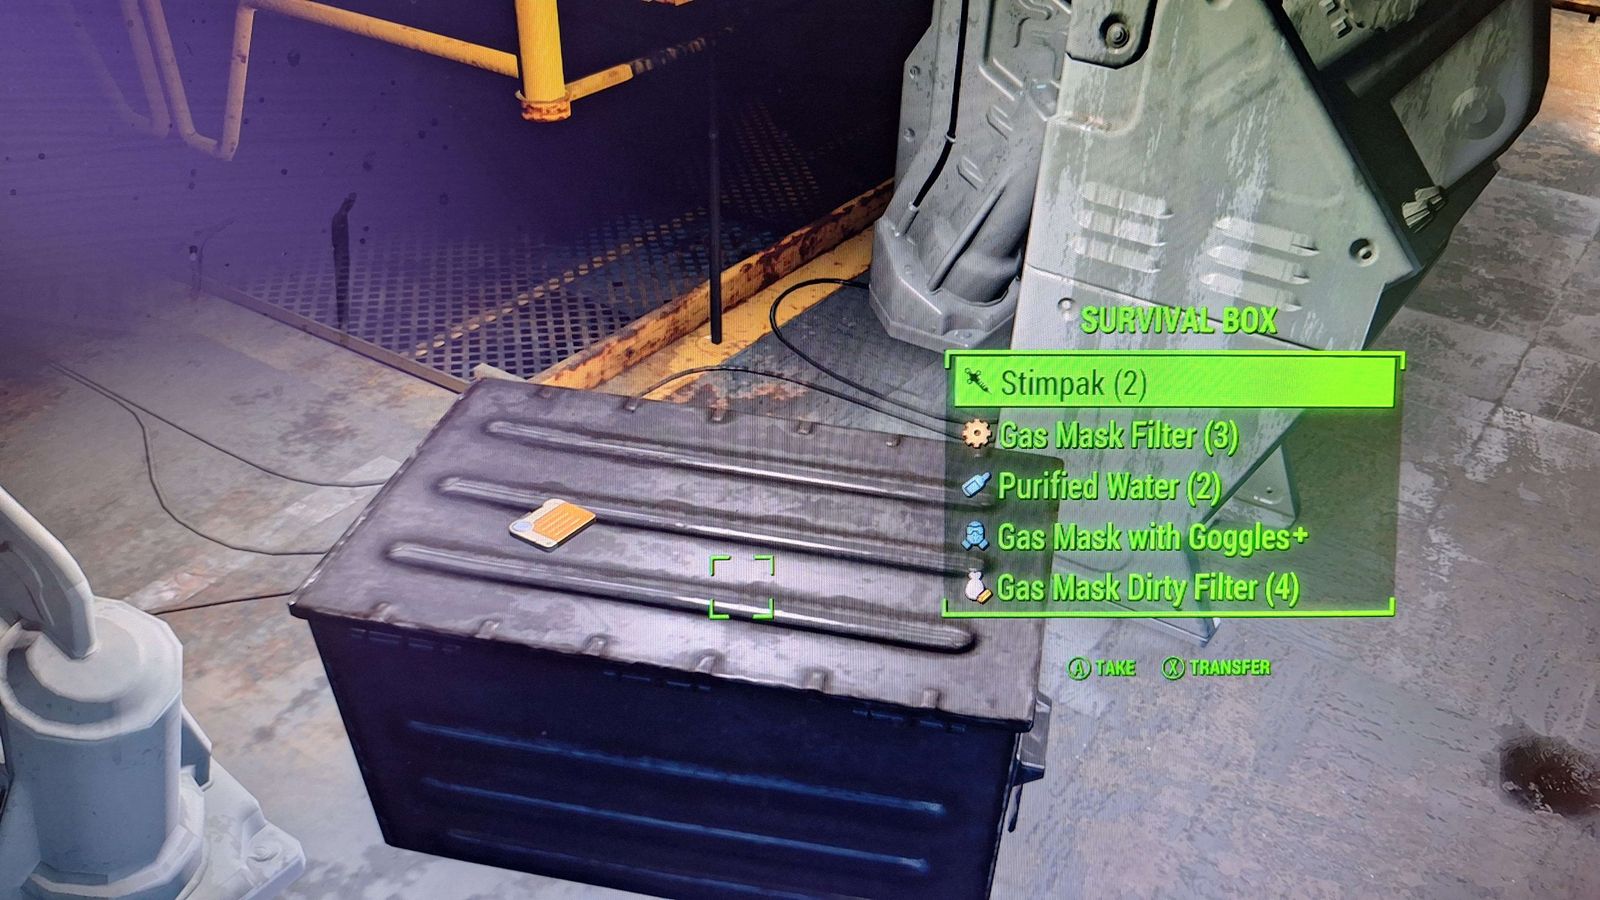 SURVIVAL BOX
Stimpak (2)
Gas Mask Filter (3)
Purified Water (2)
Gas Mask with Goggles+
Gas Mask Dirty Filter (4)
A TAKE X TRANSFER